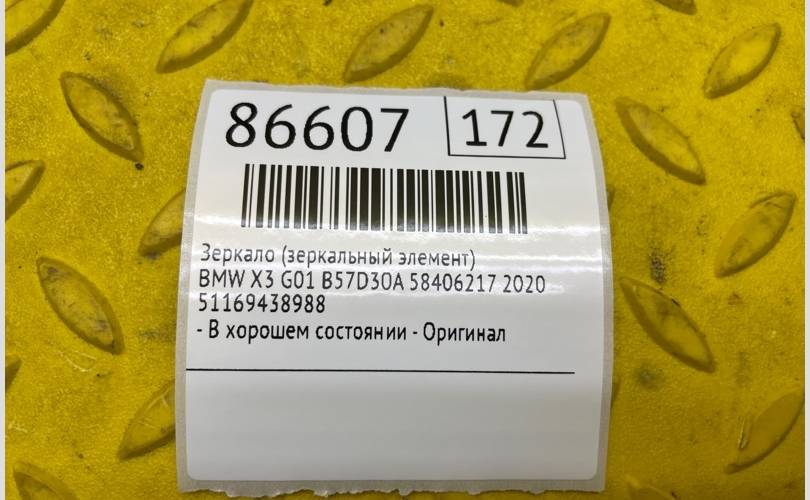 86607 172
Зеркало (зеркальный элемент)
BMW X3 G01 B57D30A 58406217 2020
51169438988
- В хорошем состоянии - Оригинал